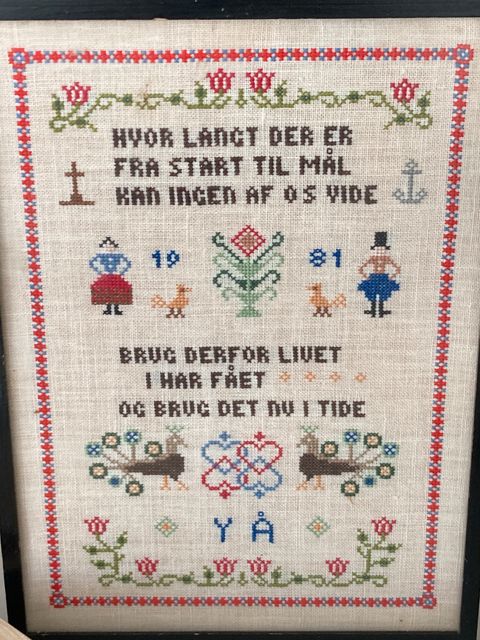 HVOR LANGT DER ER
FRA START TIL MÅL
KAN INGEN AF OS VIDE
19 81
BRUG DERFOR LIVET
I HAR FÅET
OG BRUG DET NU I TIDE
Y Å